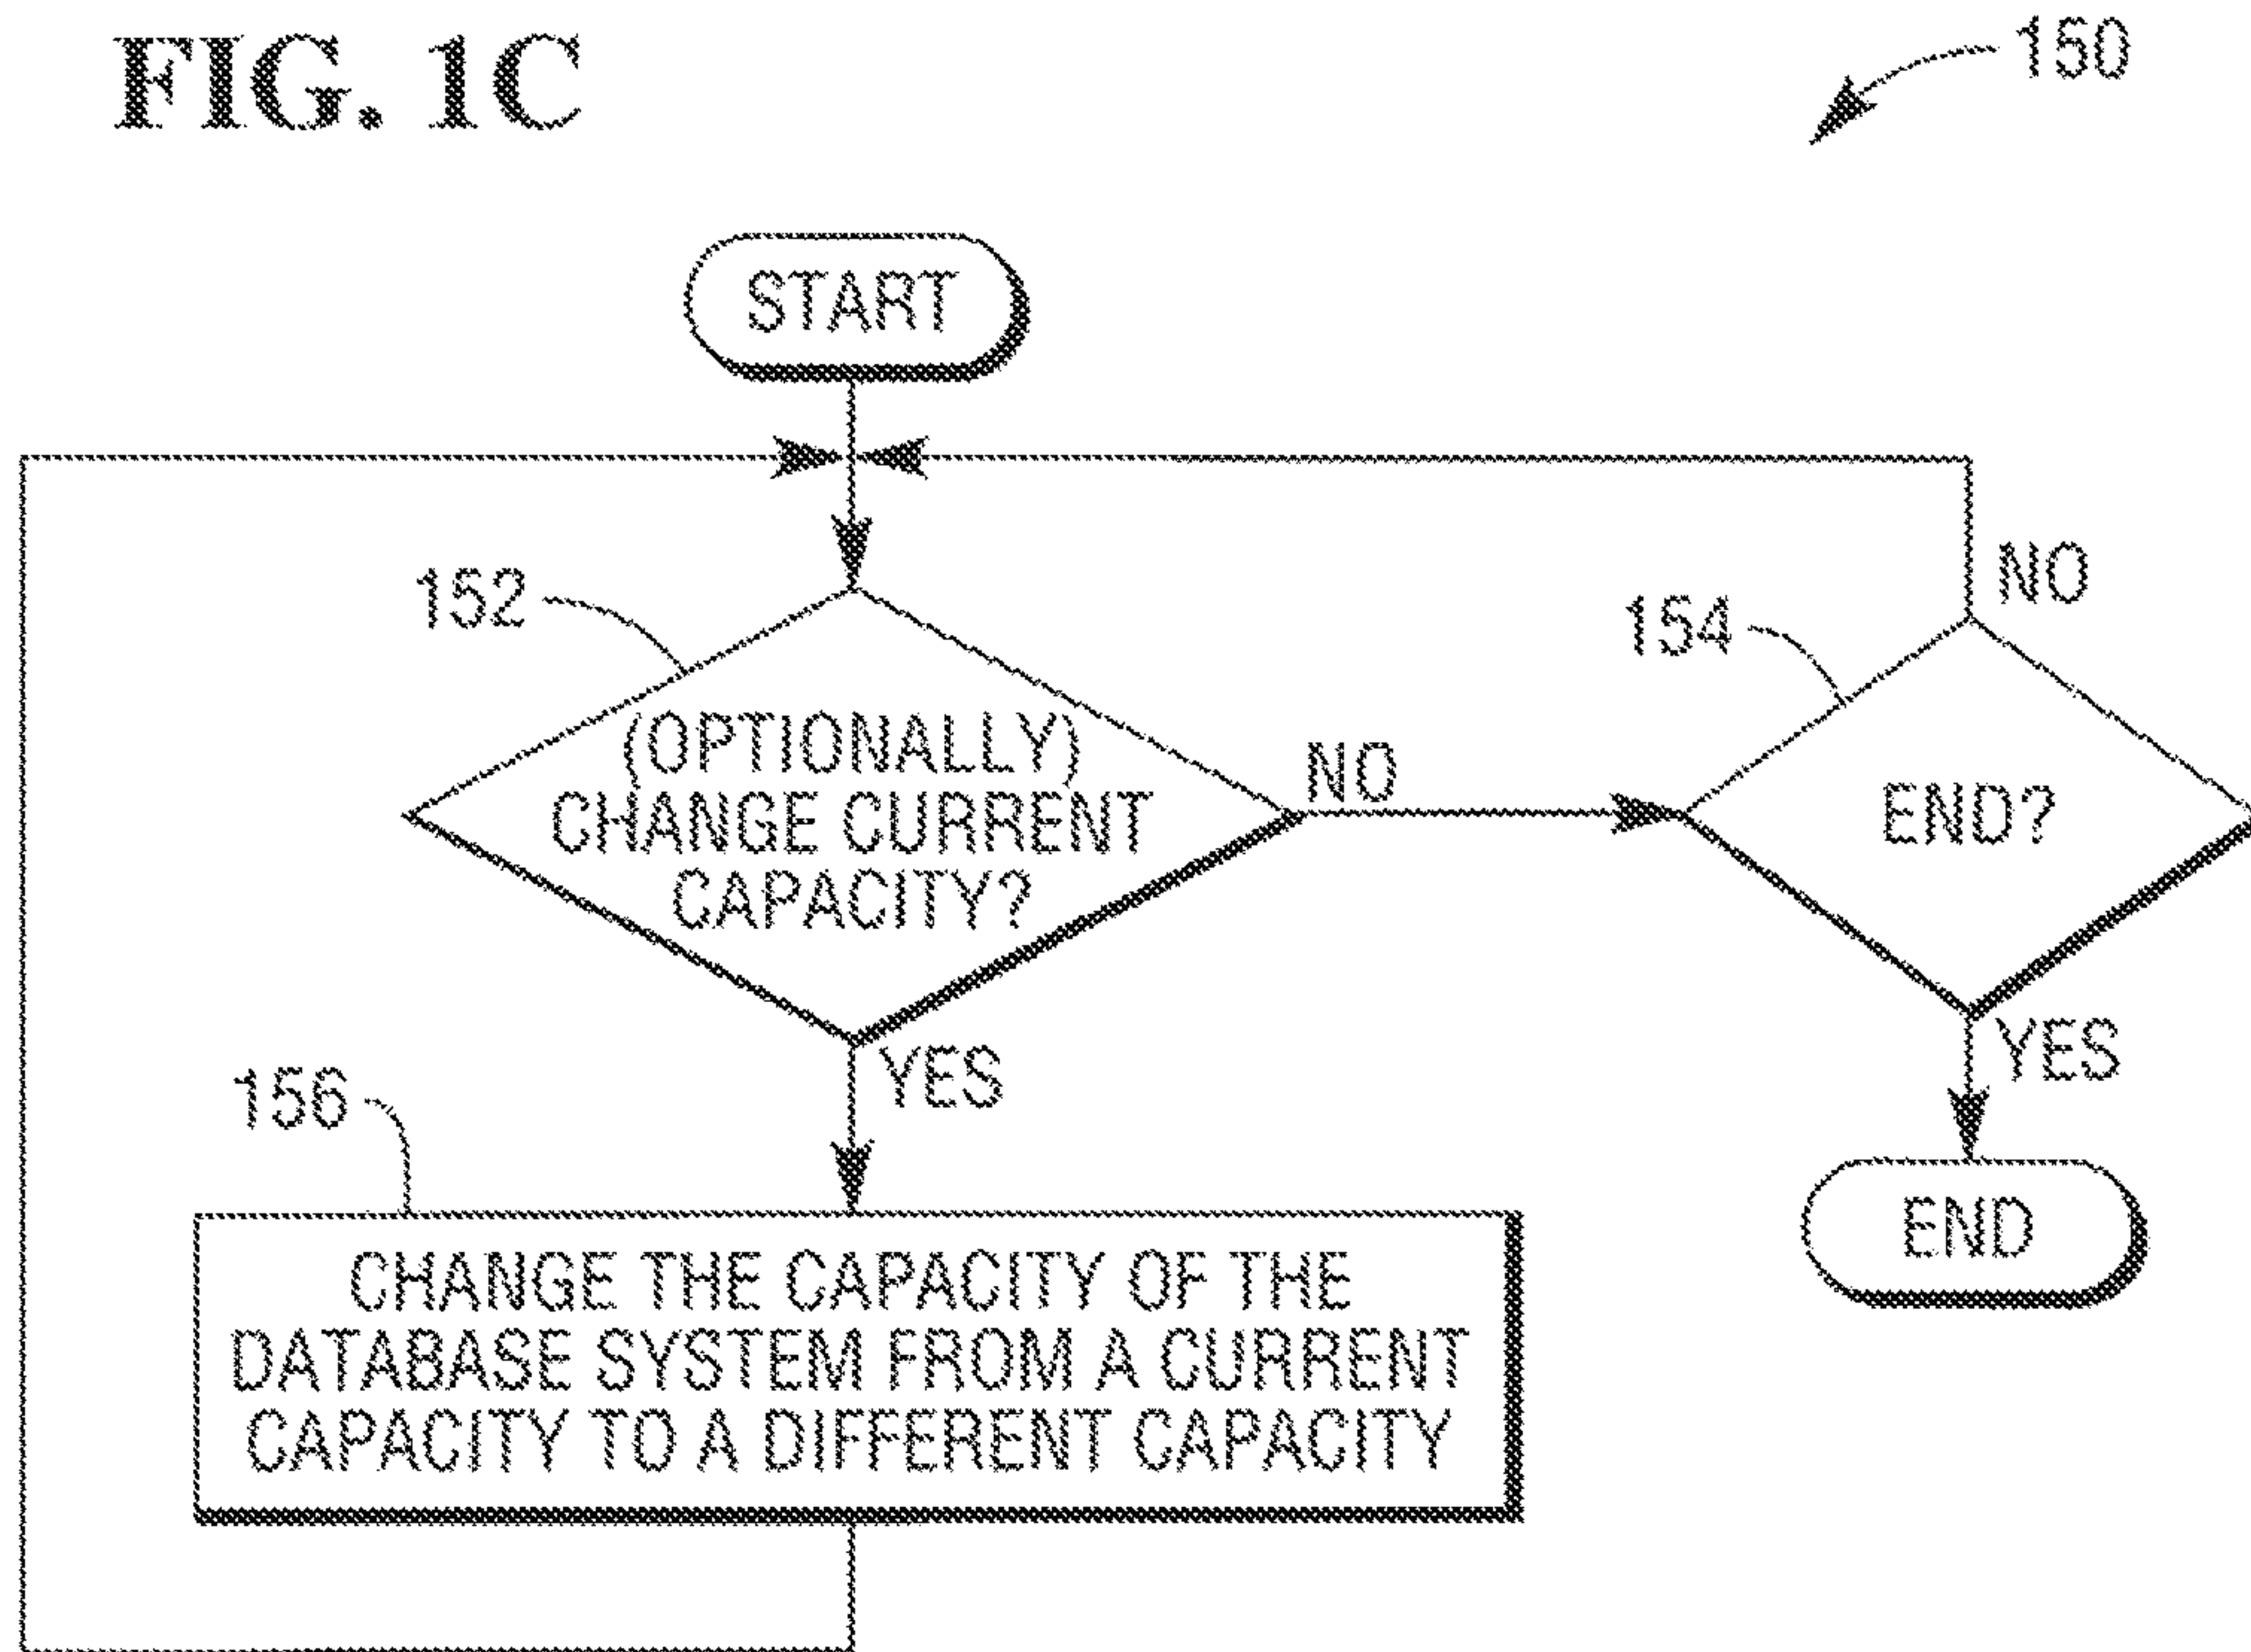 FIG. 1C
150
START
152
(OPTIONALLY)
CHANGE CURRENT
CAPACITY?
NO
154
NO
END?
YES
YES
156
CHANGE THE CAPACITY OF THE
DATABASE SYSTEM FROM A CURRENT
CAPACITY TO A DIFFERENT CAPACITY
END